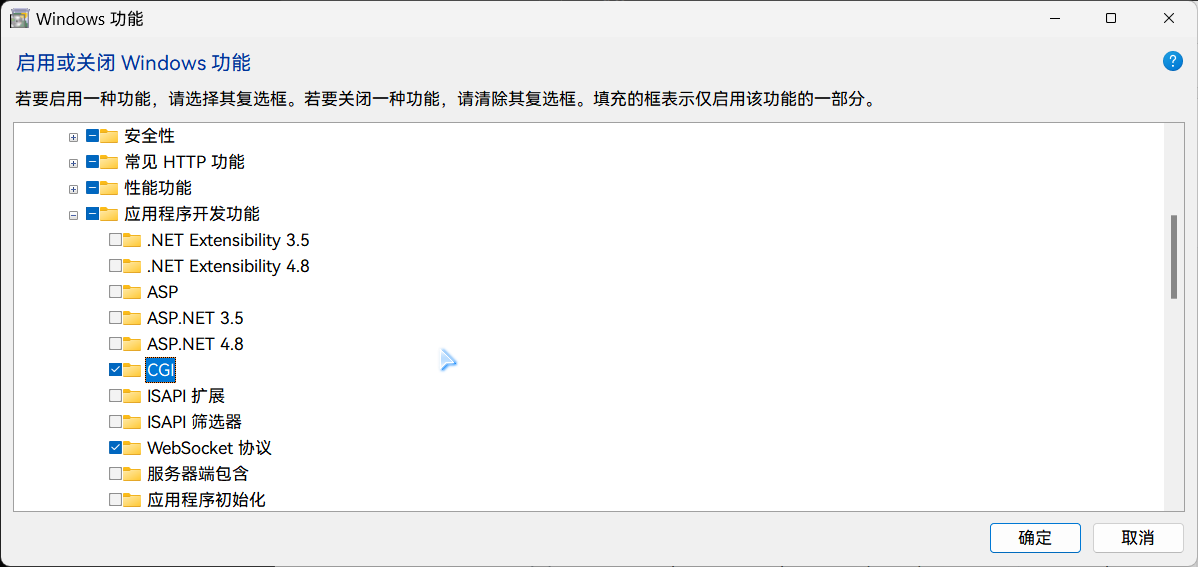 Windows 功能
启用或关闭 Windows 功能
?
若要启用一种功能，请选择其复选框。若要关闭一种功能，请清除其复选框。填充的框表示仅启用该功能的一部分。
安全性
常见 HTTP 功能
性能功能
应用程序开发功能
.NET Extensibility 3.5
.NET Extensibility 4.8
ASP
ASP.NET 3.5
ASP.NET 4.8
CGI
ISAPI 扩展
ISAPI 筛选器
WebSocket 协议
服务器端包含
应用程序初始化
确定 取消